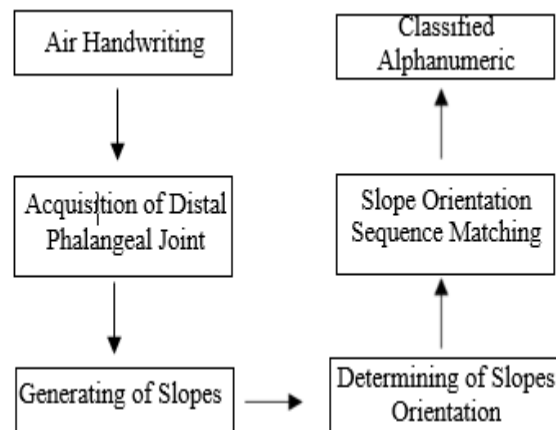 Air Handwriting
Acquisition of Distal
Phalangeal Joint
Generating of Slopes
Determining of Slopes
Orientation
Slope Orientation
Sequence Matching
Classified
Alphanumeric